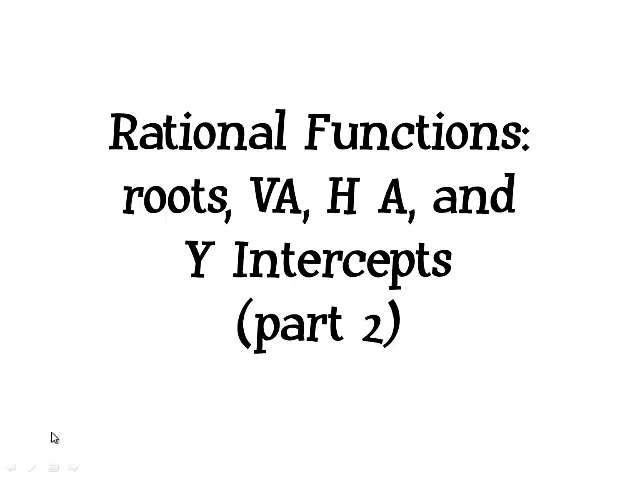 Rational Functions:
roots, VA, H A, and
Y Intercepts
(part 2)